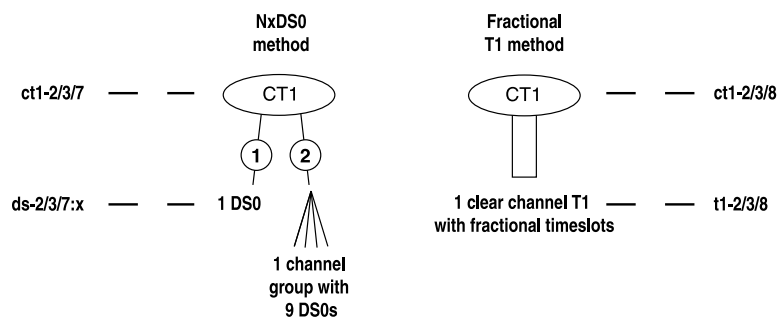 NxDS0
method
Fractional
T1 method
ct1-2/3/7
CT1
CT1
ct1-2/3/8
1
2
ds-2/3/7:x
1 DS0
1 clear channel T1
with fractional timeslots
t1-2/3/8
1 channel
group with
9 DS0s